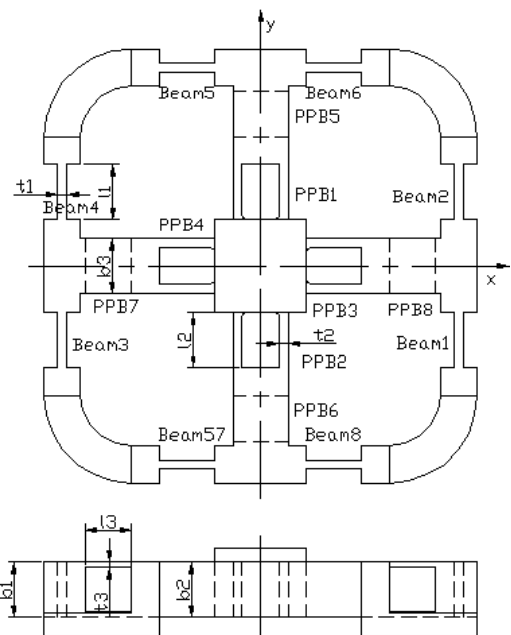 y
Beam5
Beam6
PPB5
t1
l1
PPB1
Beam4
Beam2
PPB4
b3
x
PPB7
PPB3
PPB8
l2
t2
Beam3
Beam1
PPB2
PPB6
Beam57
Beam8
l3
b1
t3
b2